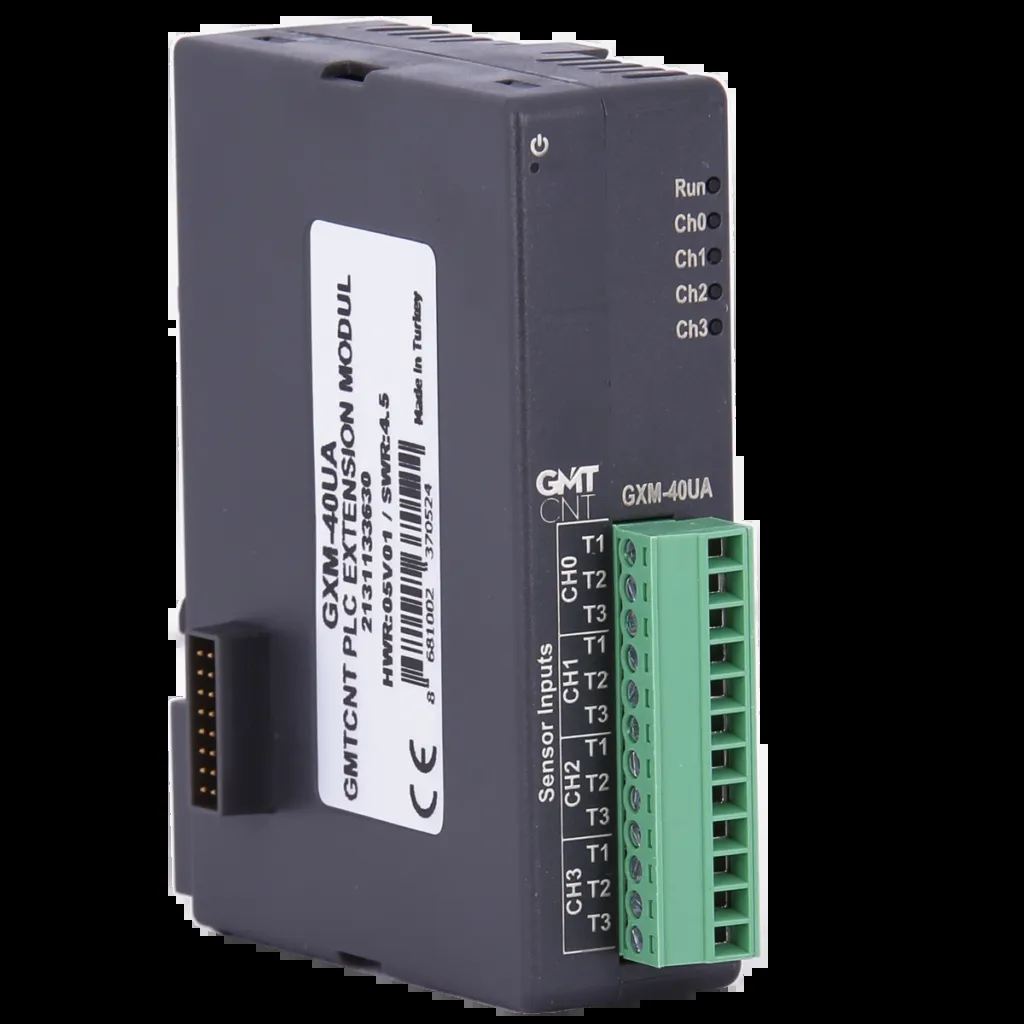 GXM-40UA
GMTCNT PLC EXTENSION MODUL
2131133630
HWR:05V01 / SWR:4.5
8 681002 370524
Made In Turkey
CE
Run
Ch0
Ch1
Ch2
Ch3
GMT
CNT
GXM-40UA
Sensor Inputs
CH0
T1
T2
T3
CH1
T1
T2
T3
CH2
T1
T2
T3
CH3
T1
T2
T3